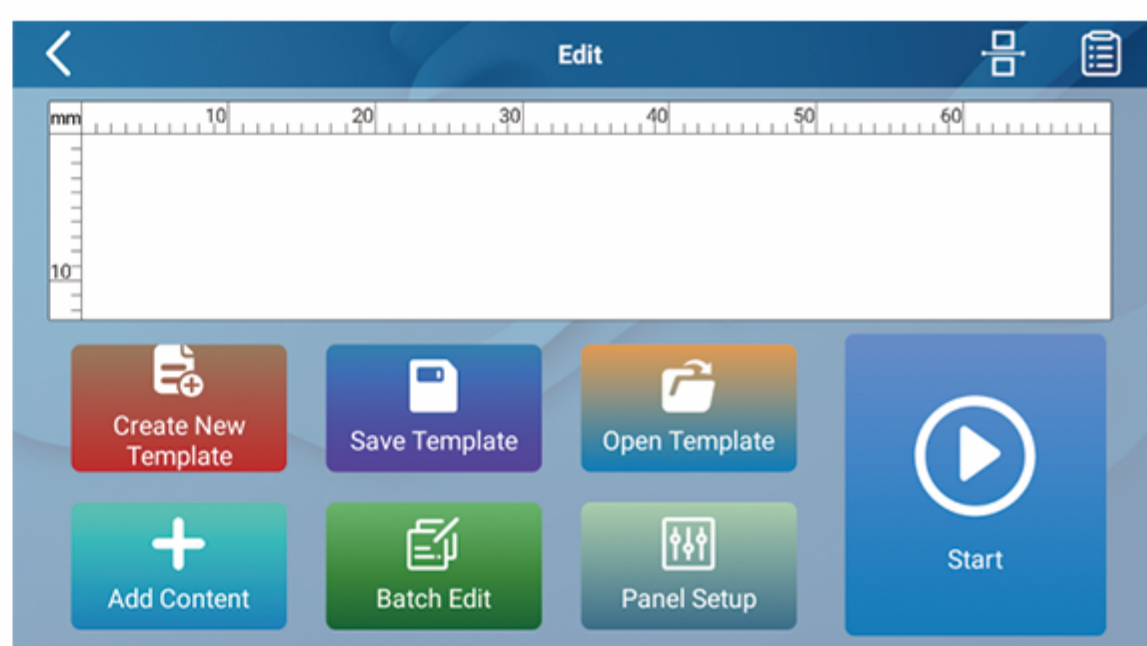 Edit
mm 10 20 30 40 50 60
10
Create New
Template
Save Template
Open Template
Add Content
Batch Edit
Panel Setup
Start